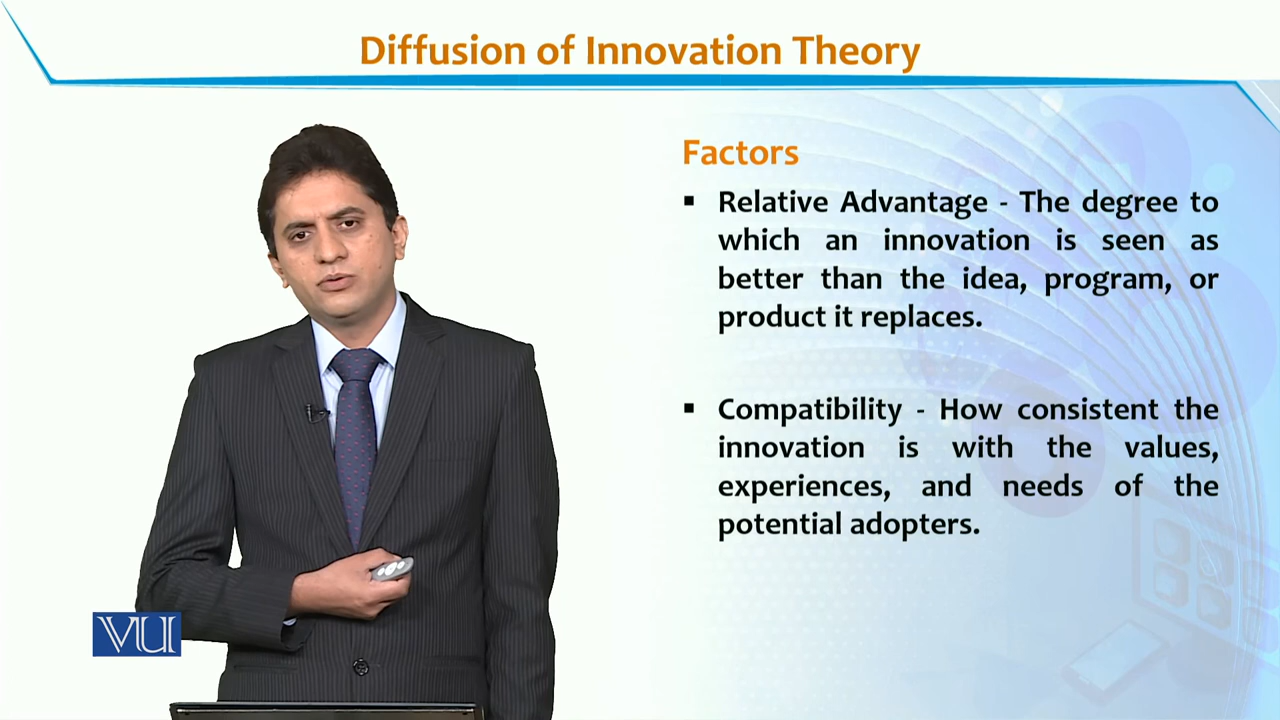 Diffusion of Innovation Theory
Factors
▪ Relative Advantage - The degree to
which an innovation is seen as
better than the idea, program, or
product it replaces.
▪ Compatibility - How consistent the
innovation is with the values,
experiences, and needs of the
potential adopters.
VU